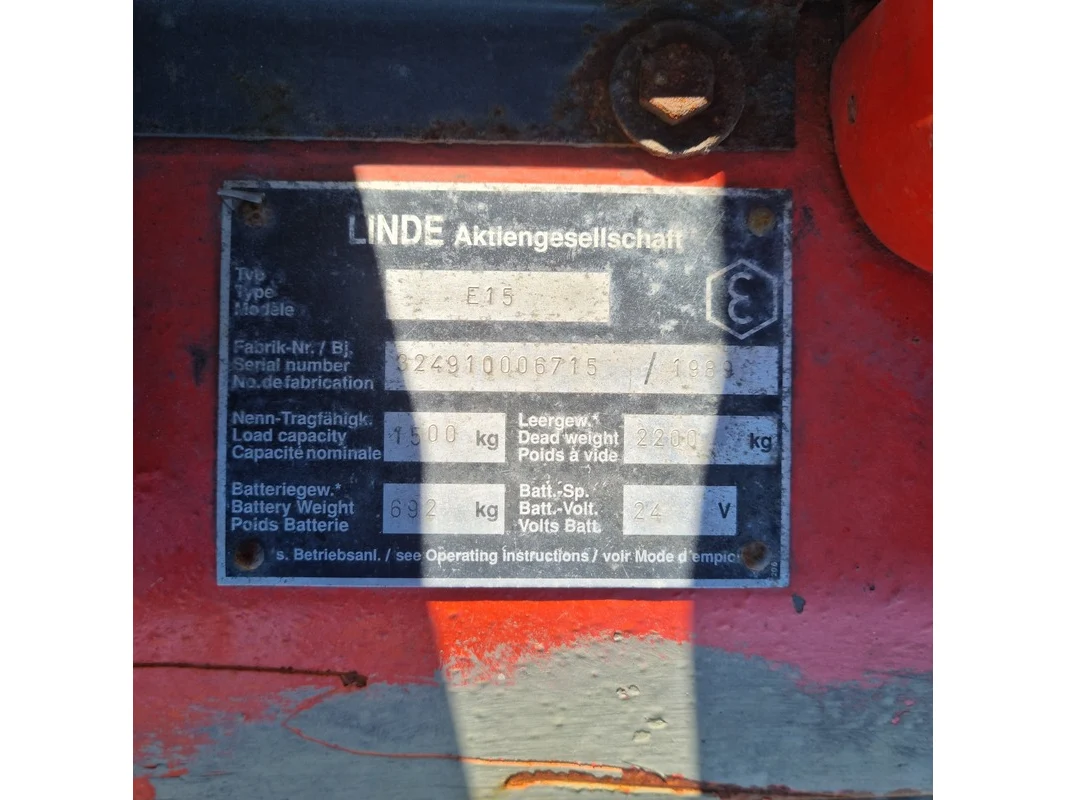 LINDE Aktiengesellschaft
Typ
Type
Modèle
E15
Fabrik-Nr. / Bj.
Serial number
No. de fabrication
324910006715 / 1989
Nenn-Tragfähigk.
Load capacity
Capacité nominale
1500 kg
Leergew.*
Dead weight
Poids à vide
2200 kg
Batteriegew.*
Battery Weight
Poids Batterie
692 kg
Batt.-Sp.
Batt.-Volt.
Volts Batt.
24 V
s. Betriebsanl. / see Operating instructions / voir Mode d'emploi